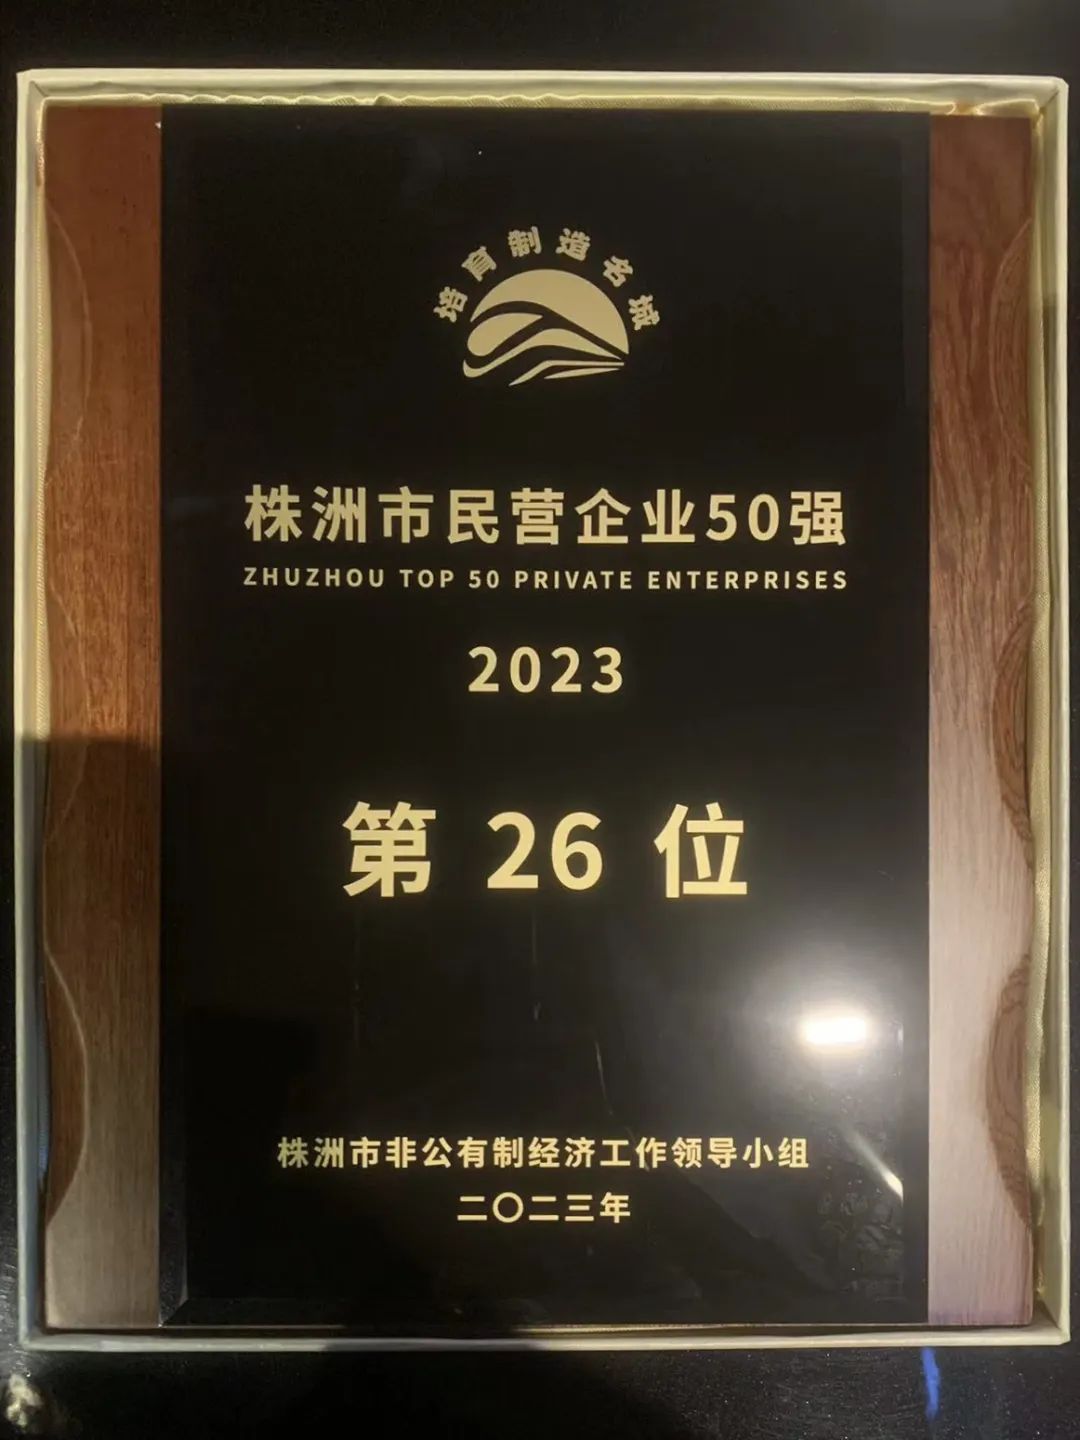 培育制造名城
株洲市民营企业50强
ZHUZHOU TOP 50 PRIVATE ENTERPRISES
2023
第 26 位
株洲市非公有制经济工作领导小组
二〇二三年